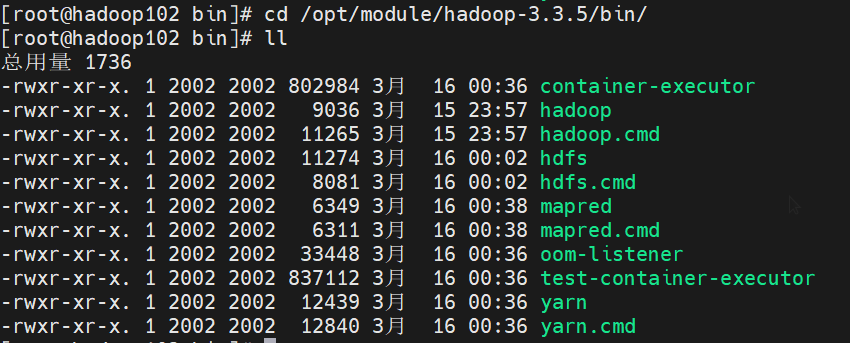 [root@hadoop102 bin]# cd /opt/module/hadoop-3.3.5/bin/
[root@hadoop102 bin]# ll
总用量 1736
-rwxr-xr-x. 1 2002 2002 802984 3月  16 00:36 container-executor
-rwxr-xr-x. 1 2002 2002   9036 3月  15 23:57 hadoop
-rwxr-xr-x. 1 2002 2002  11265 3月  15 23:57 hadoop.cmd
-rwxr-xr-x. 1 2002 2002  11274 3月  16 00:02 hdfs
-rwxr-xr-x. 1 2002 2002   8081 3月  16 00:02 hdfs.cmd
-rwxr-xr-x. 1 2002 2002   6349 3月  16 00:38 mapred
-rwxr-xr-x. 1 2002 2002   6311 3月  16 00:38 mapred.cmd
-rwxr-xr-x. 1 2002 2002  33448 3月  16 00:36 oom-listener
-rwxr-xr-x. 1 2002 2002 837112 3月  16 00:36 test-container-executor
-rwxr-xr-x. 1 2002 2002  12439 3月  16 00:36 yarn
-rwxr-xr-x. 1 2002 2002  12840 3月  16 00:36 yarn.cmd
[root@hadoop102 bin]#